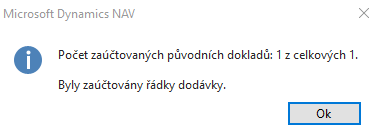 Microsoft Dynamics NAV
Počet zaúčtovaných původních dokladů: 1 z celkových 1.
Byly zaúčtovány řádky dodávky.
Ok